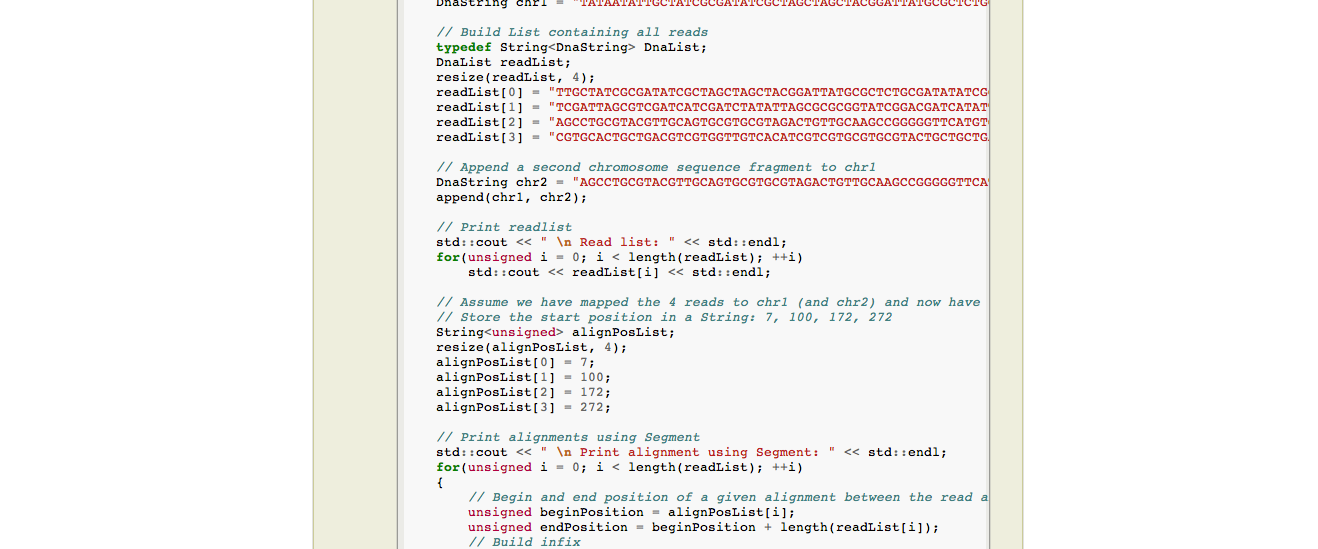 DnaString chr1 = "TATAATATTGCTATCGCGATATCGCTAGCTAGCTACGGATTATGCGCTCTG
// Build List containing all reads
typedef String<DnaString> DnaList;
DnaList readList;
resize(readList, 4);
readList[0] = "TTGCTATCGCGATATCGCTAGCTAGCTACGGATTATGCGCTCTGCGATATATCG
readList[1] = "TCGATTAGCGTCGATCATCGATCTATATTAGCGCGCGGTATCGGACGATCATAT
readList[2] = "AGCCTGCGTACGTTGCAGTGCGTGCGTAGACTGTTGCAAGCCGGGGGTTCATGT
readList[3] = "CGTGCACTGCTGACGTCGTGGTTGTCACATCGTCGTGCGTGCGTACTGCTGCTG
// Append a second chromosome sequence fragment to chr1
DnaString chr2 = "AGCCTGCGTACGTTGCAGTGCGTGCGTAGACTGTTGCAAGCCGGGGGTTCA
append(chr1, chr2);
// Print readlist
std::cout << " \n Read list: " << std::endl;
for(unsigned i = 0; i < length(readList); ++i)
std::cout << readList[i] << std::endl;
// Assume we have mapped the 4 reads to chr1 (and chr2) and now have
// Store the start position in a String: 7, 100, 172, 272
String<unsigned> alignPosList;
resize(alignPosList, 4);
alignPosList[0] = 7;
alignPosList[1] = 100;
alignPosList[2] = 172;
alignPosList[3] = 272;
// Print alignments using Segment
std::cout << " \n Print alignment using Segment: " << std::endl;
for(unsigned i = 0; i < length(readList); ++i)
{
// Begin and end position of a given alignment between the read a
unsigned beginPosition = alignPosList[i];
unsigned endPosition = beginPosition + length(readList[i]);
// Build infix